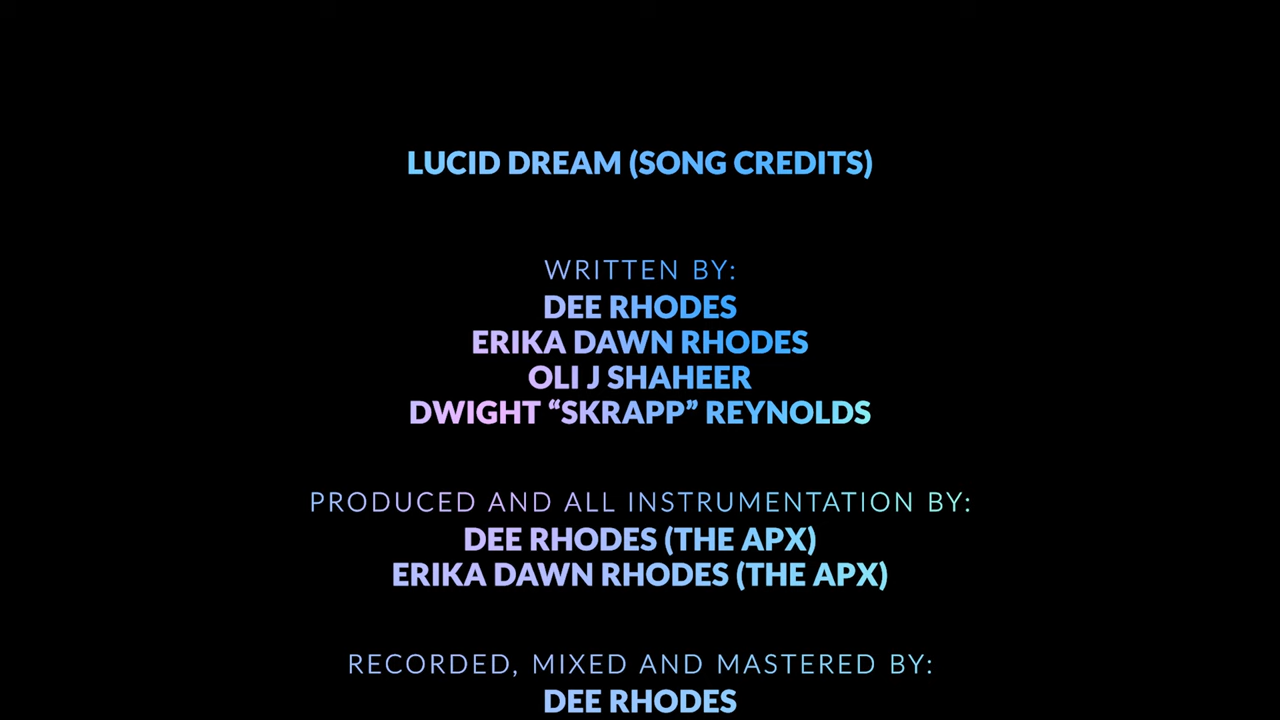 LUCID DREAM (SONG CREDITS)
WRITTEN BY:
DEE RHODES
ERIKA DAWN RHODES
OLI J SHAHEER
DWIGHT “SKRAPP” REYNOLDS
PRODUCED AND ALL INSTRUMENTATION BY:
DEE RHODES (THE APX)
ERIKA DAWN RHODES (THE APX)
RECORDED, MIXED AND MASTERED BY:
DEE RHODES